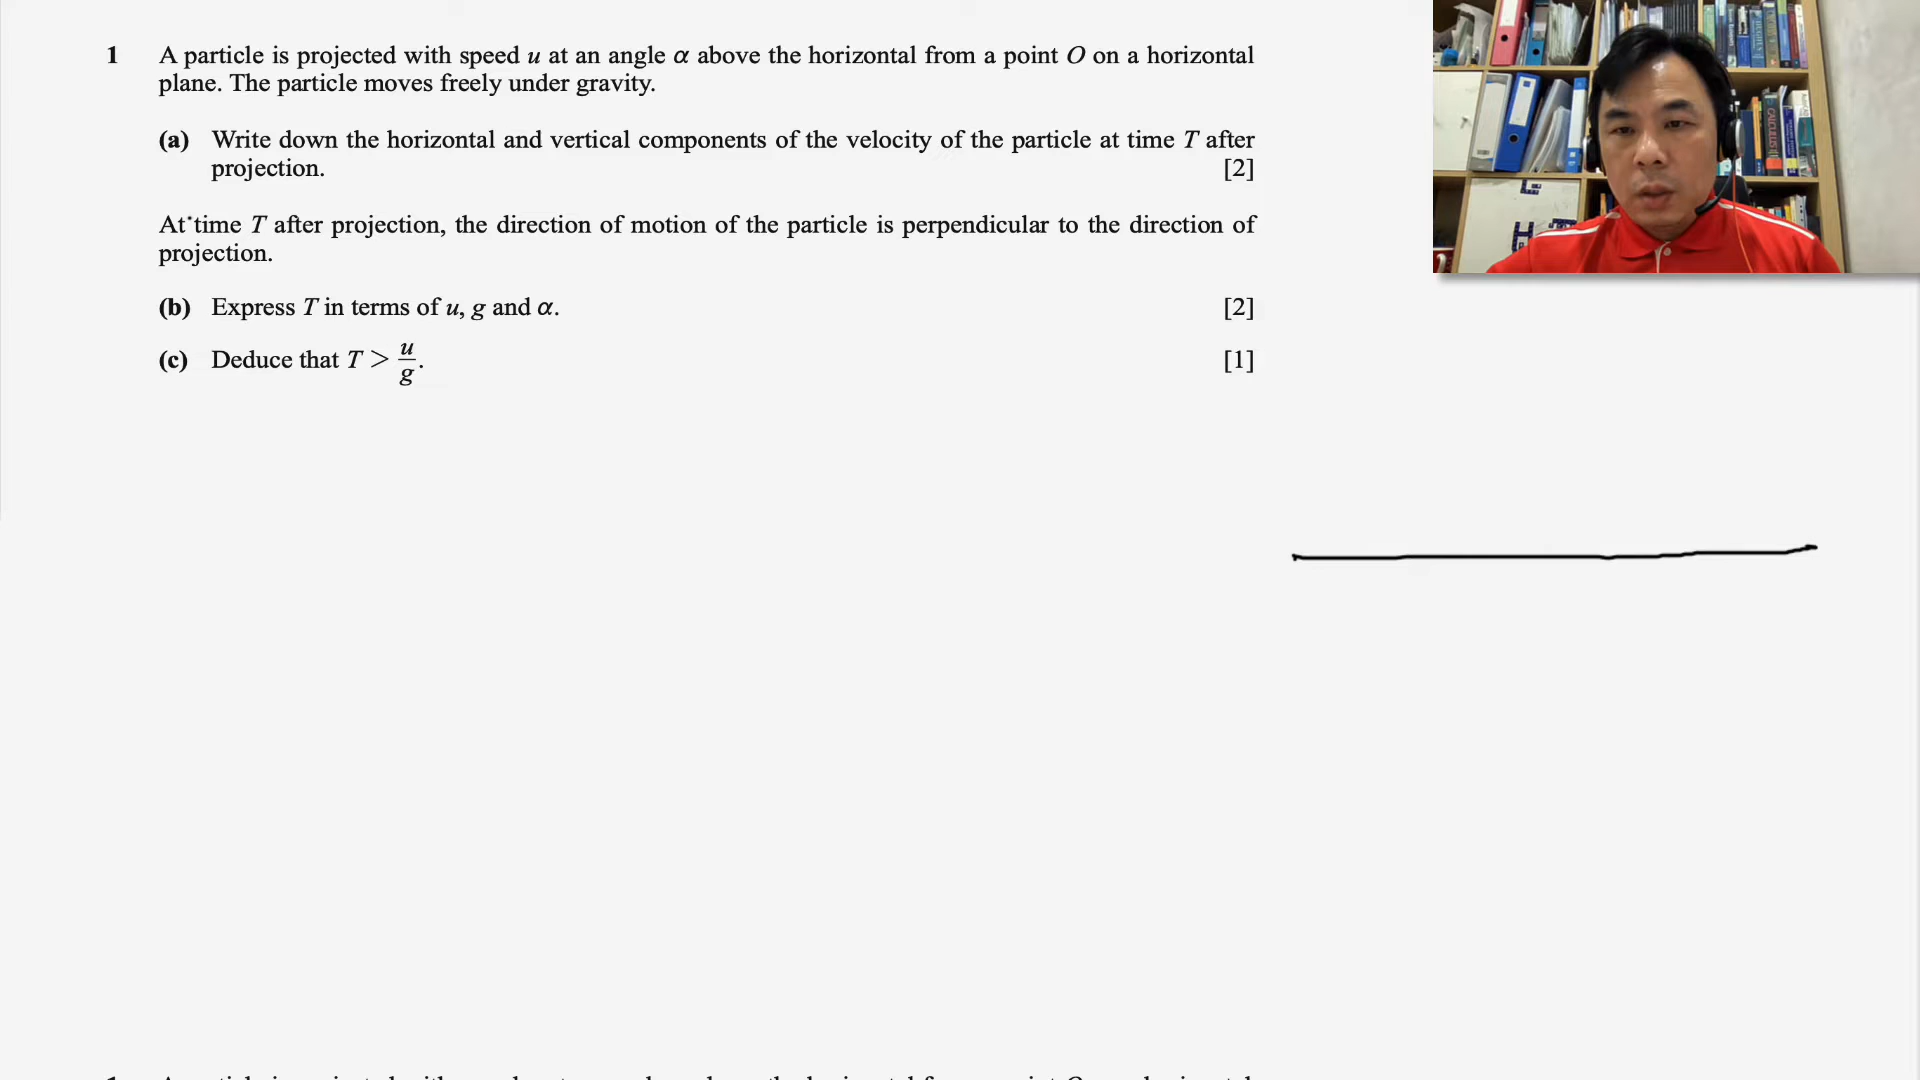 1 A particle is projected with speed u at an angle α above the horizontal from a point O on a horizontal
plane. The particle moves freely under gravity.
(a) Write down the horizontal and vertical components of the velocity of the particle at time T after
projection. [2]
At time T after projection, the direction of motion of the particle is perpendicular to the direction of
projection.
(b) Express T in terms of u, g and α. [2]
(c) Deduce that T > u/g. [1]